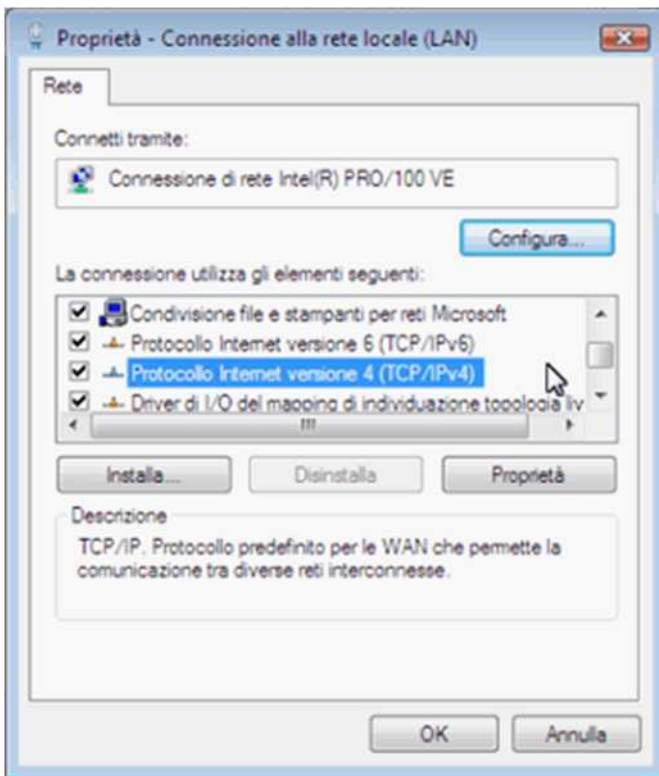 Proprietà - Connessione alla rete locale (LAN)
Rete
Connetti tramite:
Connessione di rete Intel(R) PRO/100 VE
Configura...
La connessione utilizza gli elementi seguenti:
Condivisione file e stampanti per reti Microsoft
Protocollo Internet versione 6 (TCP/IPv6)
Protocollo Internet versione 4 (TCP/IPv4)
Driver di I/O del mapping di individuazione topologia liv
Installa...
Disinstalla
Proprietà
Descrizione
TCP/IP. Protocollo predefinito per le WAN che permette la
comunicazione tra diverse reti interconnesse.
OK
Annulla